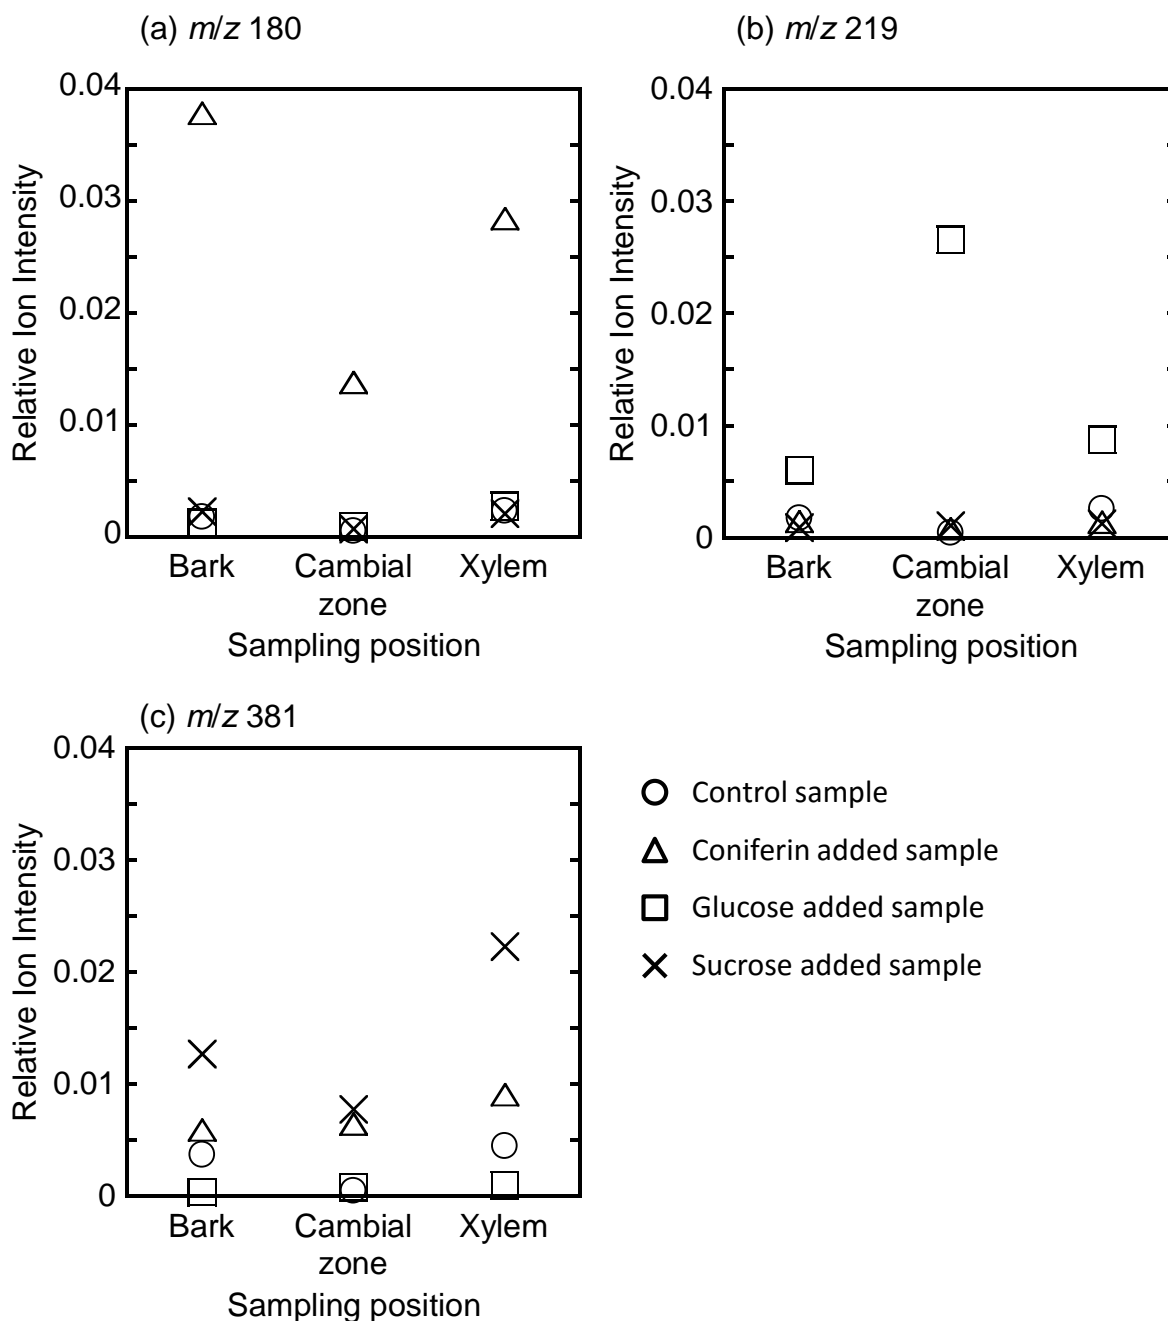 (a) m/z 180
Relative Ion Intensity
0.04
0.03
0.02
0.01
0
Bark
Cambial
zone
Xylem
Sampling position
(b) m/z 219
Relative Ion Intensity
0.04
0.03
0.02
0.01
0
Bark
Cambial
zone
Xylem
Sampling position
(c) m/z 381
Relative Ion Intensity
0.04
0.03
0.02
0.01
0
Bark
Cambial
zone
Xylem
Sampling position
Control sample
Coniferin added sample
Glucose added sample
Sucrose added sample